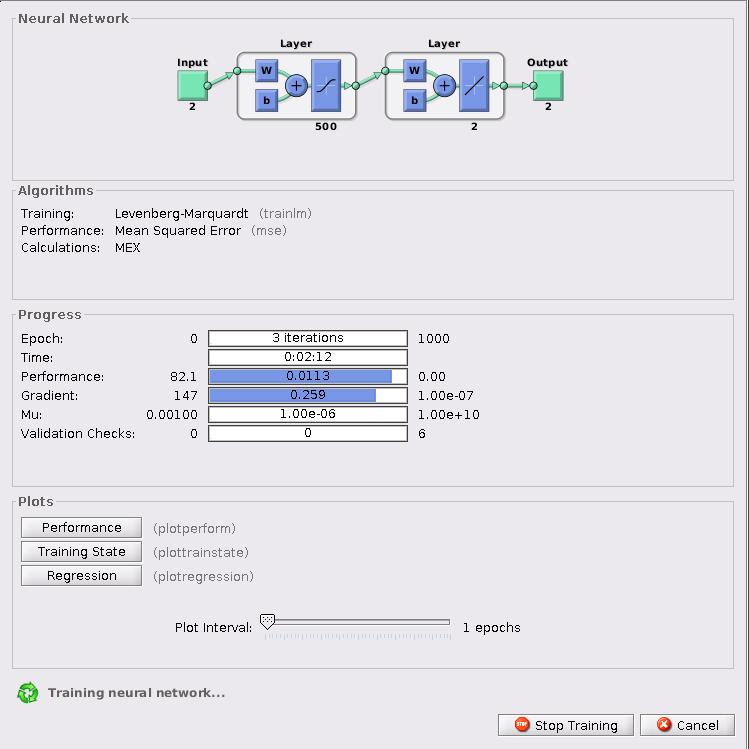 Neural Network
Layer Layer
Input Output
W W
b b
+ +
2 2
500 2
Algorithms
Training: Levenberg-Marquardt (trainlm)
Performance: Mean Squared Error (mse)
Calculations: MEX
Progress
Epoch: 0 3 iterations 1000
Time: 0:02:12
Performance: 82.1 0.0113 0.00
Gradient: 147 0.259 1.00e-07
Mu: 0.00100 1.00e-06 1.00e+10
Validation Checks: 0 0 6
Plots
Performance (plotperform)
Training State (plottrainstate)
Regression (plotregression)
Plot Interval: 1 epochs
Training neural network...
STOP Stop Training Cancel